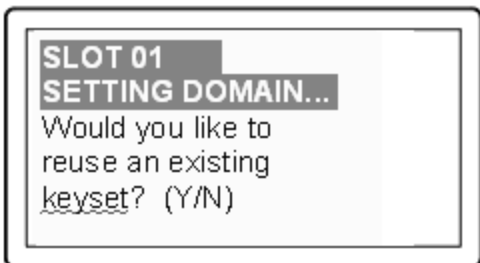 SLOT 01
SETTING DOMAIN...
Would you like to
reuse an existing
keyset? (Y/N)